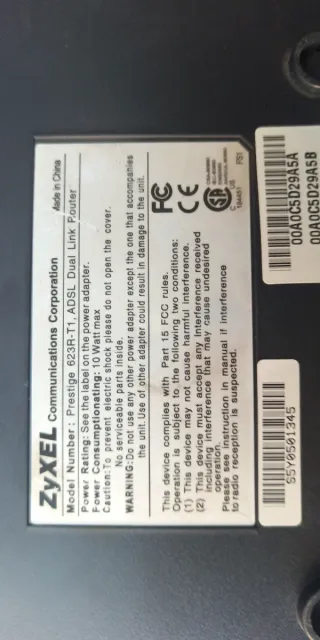 ZyXEL Communications Corporation Made in China
Model Number: Prestige 623R-T1, ADSL Dual Link Router
Power Rating: See the label on the power adapter.
Power Consumptionating: 10 Watt max
Caution: To prevent electric shock please do not open the cover.
No serviceable parts inside.
WARNING: Do not use any other power adapter except the one that accompanies
the unit. Use of other adapter could result in damage to the unit.
FC CE
This device complies with Part 15 FCC rules.
Operation is subject to the following two conditions:
(1) This device may not cause harmful interference.
(2) This device must accept any interference received
including interference that may cause undesired
operation.
Please see instruction in manual if interference
to radio reception is suspected.
C US
FS1
S5Y0501345
00A0C5D29A5A
00A0C5D29A5B